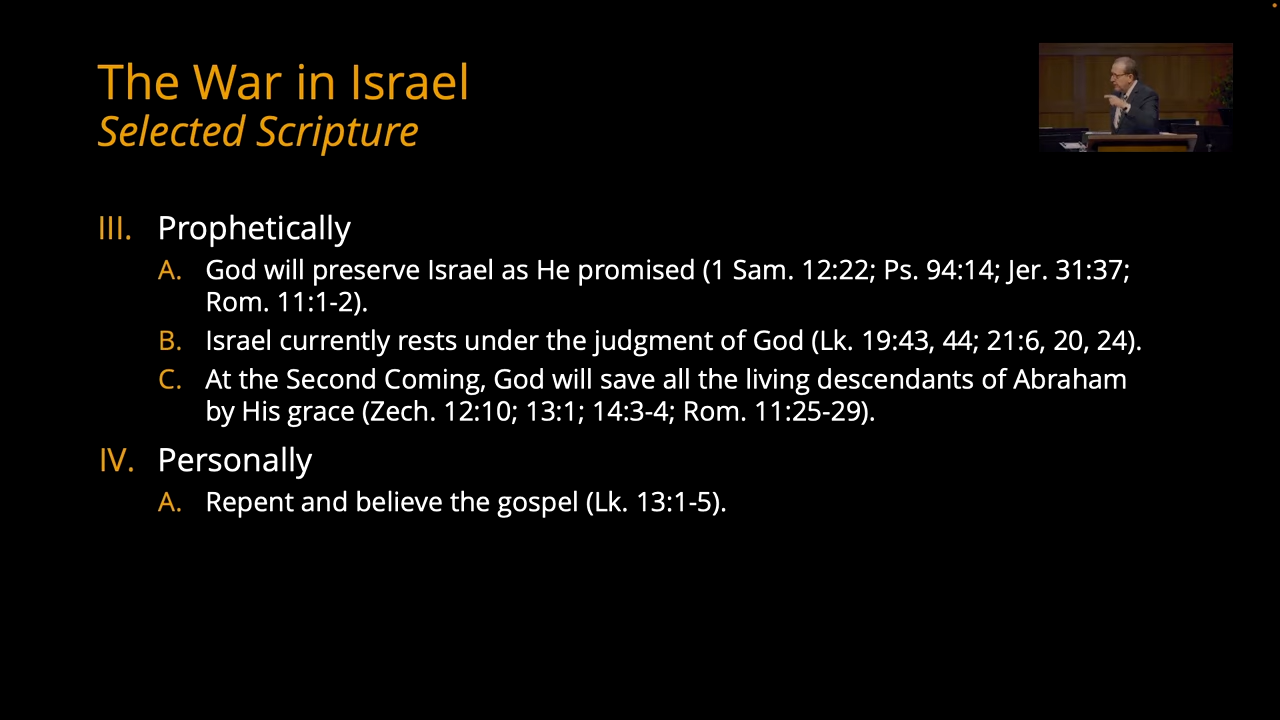 The War in Israel
Selected Scripture
III. Prophetically
A. God will preserve Israel as He promised (1 Sam. 12:22; Ps. 94:14; Jer. 31:37;
Rom. 11:1-2).
B. Israel currently rests under the judgment of God (Lk. 19:43, 44; 21:6, 20, 24).
C. At the Second Coming, God will save all the living descendants of Abraham
by His grace (Zech. 12:10; 13:1; 14:3-4; Rom. 11:25-29).
IV. Personally
A. Repent and believe the gospel (Lk. 13:1-5).